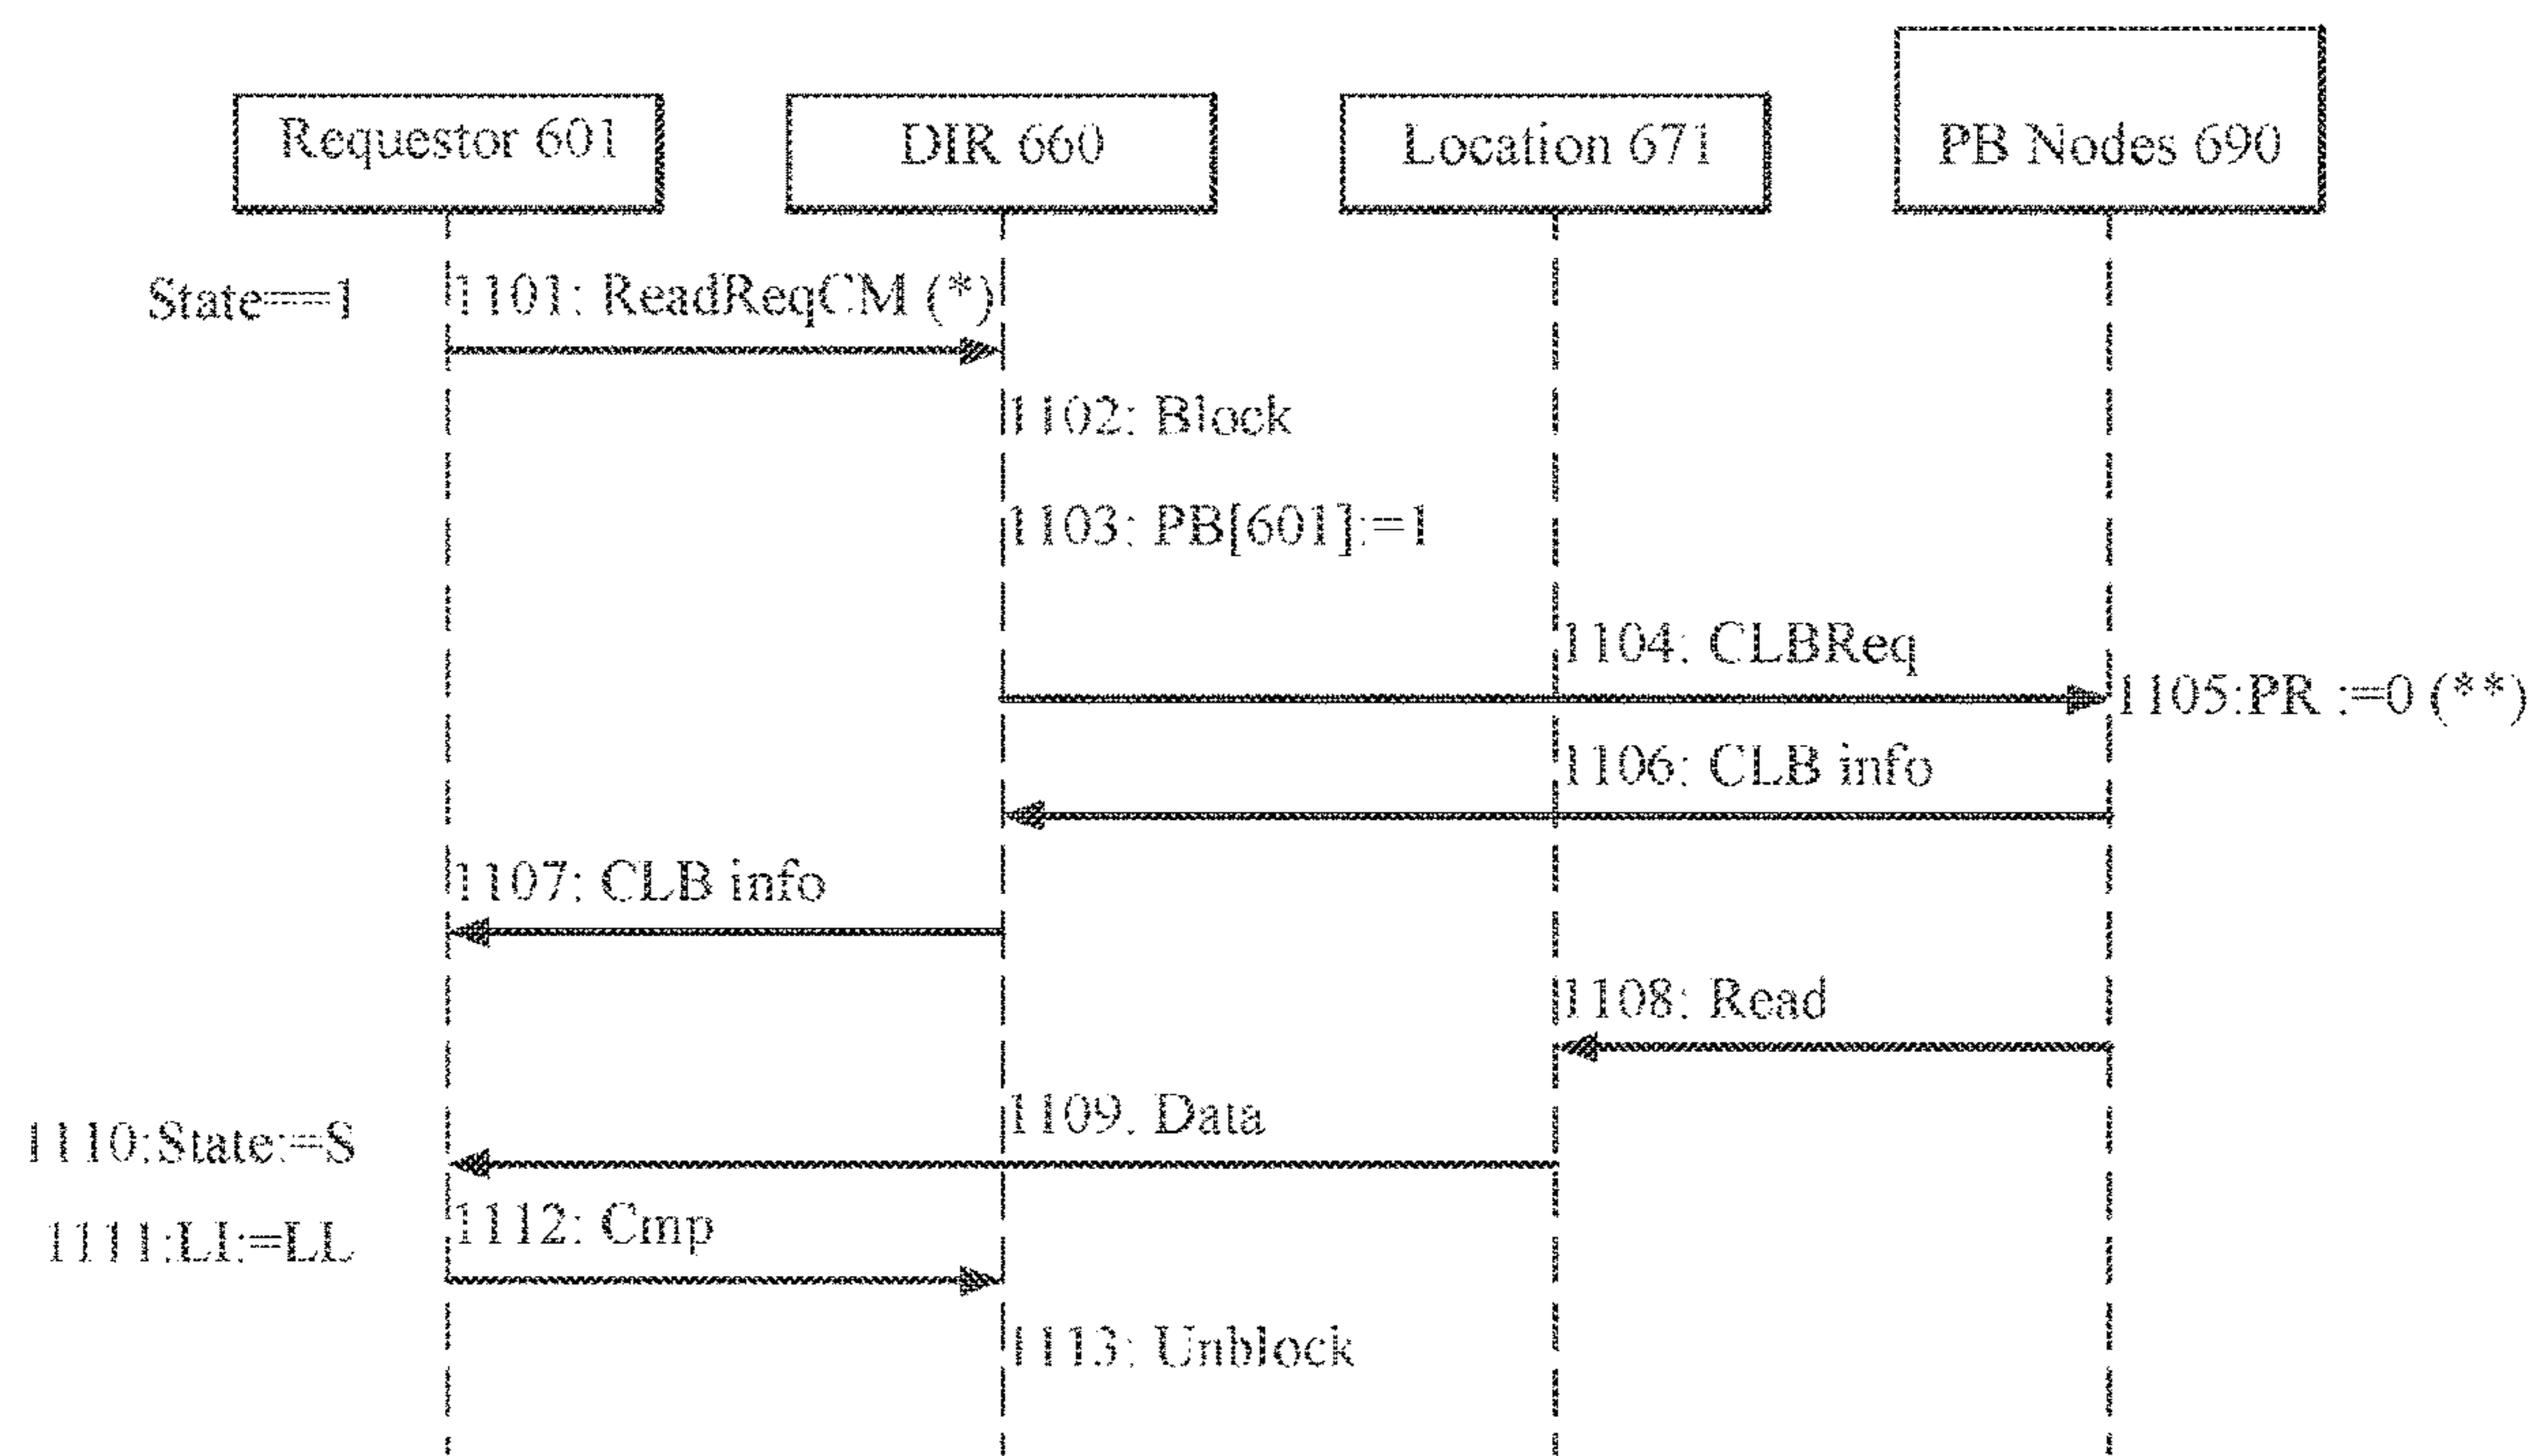 Requestor 601
DIR 660
Location 671
PB Nodes 690
State==1
1101: ReadReqCM (*)
1102: Block
1103: PB[601]:=1
1104: CLBReq
1105:PR :=0 (**)
1106: CLB info
1107: CLB info
1108: Read
1109. Data
1110:State:=S
1111:LI:=LL
1112: Cmp
1113: Unblock